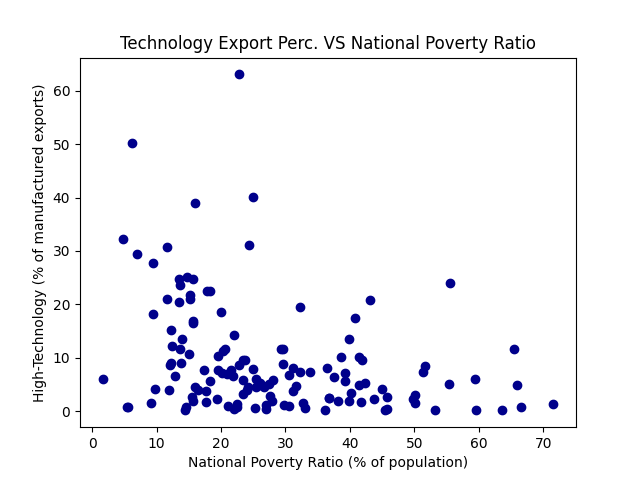 Technology Export Perc. VS National Poverty Ratio
High-Technology (% of manufactured exports)
60
50
40
30
20
10
0
0 10 20 30 40 50 60 70
National Poverty Ratio (% of population)